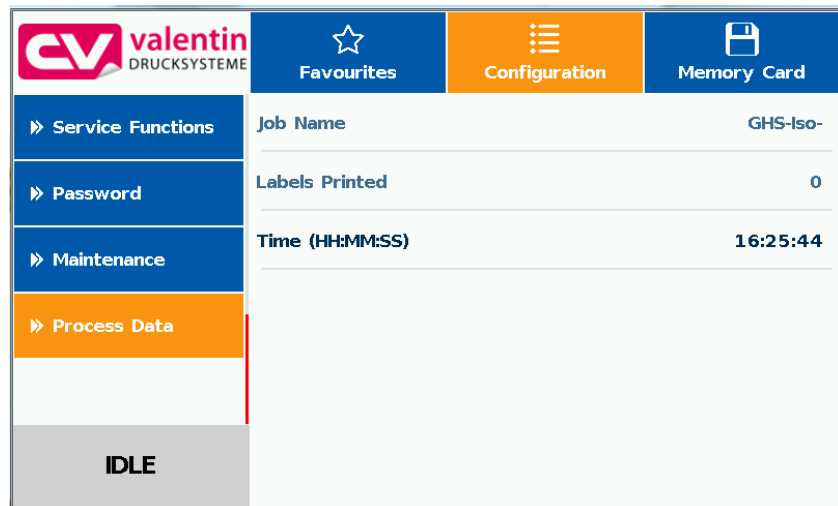 CV valentin
DRUCKSYSTEME
Favourites
Configuration
Memory Card
Service Functions
Password
Maintenance
Process Data
IDLE
Job Name GHS-Iso-
Labels Printed 0
Time (HH:MM:SS) 16:25:44